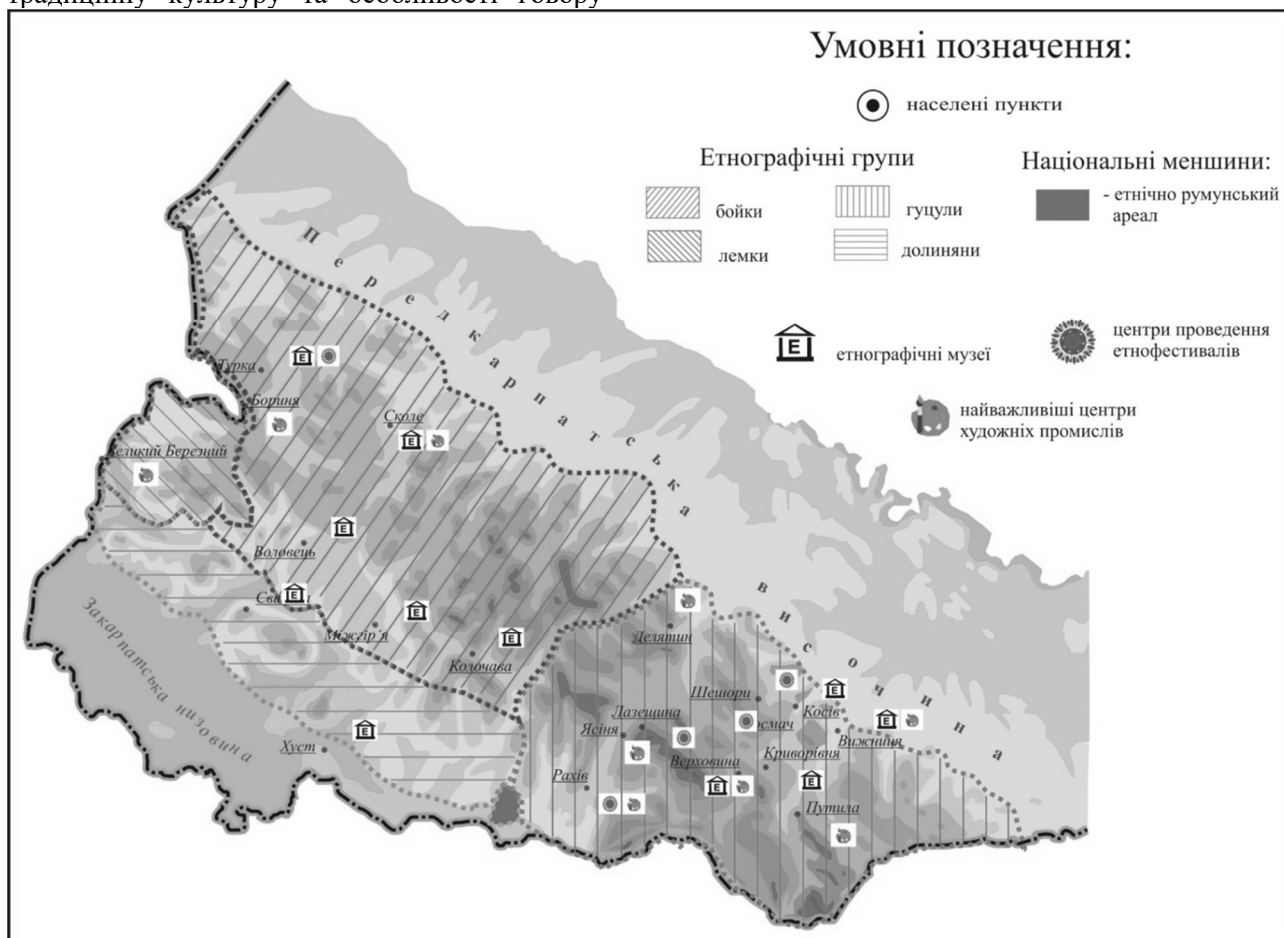 традиційну культуру та особливості говору
Умовні позначення:
населені пункти
Етнографічні групи
бойки
гуцули
лемки
долиняни
Національні меншини:
- етнічно румунський
ареал
етнографічні музеї
центри проведення
етнофестивалів
найважливіші центри
художніх промислів
Передкарпатська височина
Турка
Бориня
Сколе
Великий Березний
Воловець
Міжгір'я
Колочава
Закарпатська низовина
Хуст
Делятин
Шешори
Косів
Лазещина
Ясіня
Вижниця
Криворівня
Верховина
Рахів
Путила
E
E
E
E
E
E
E
E
E
E
E
E